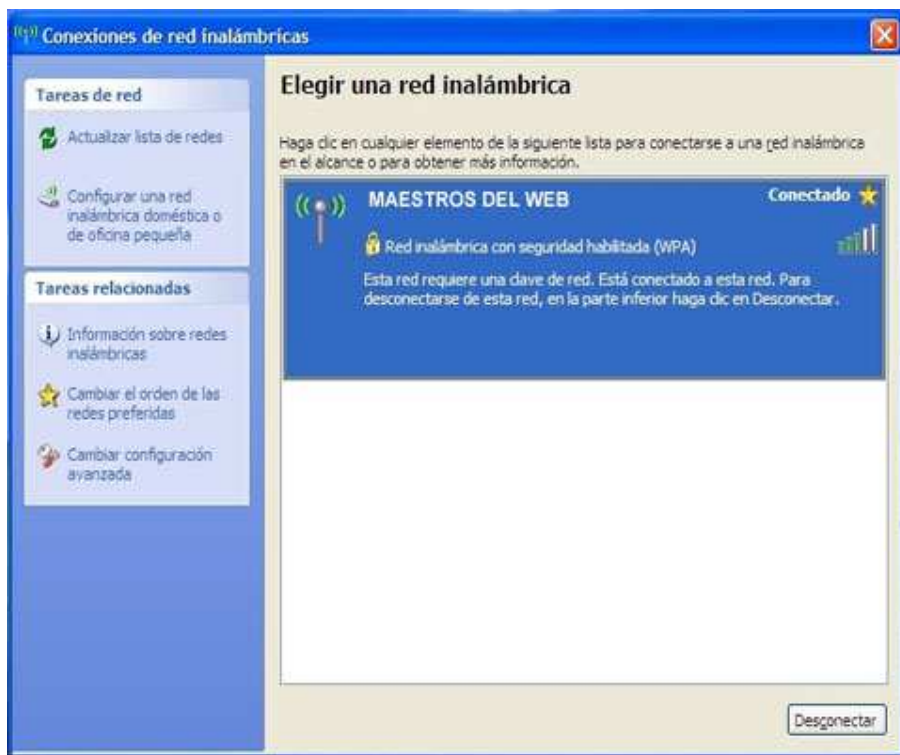 Conexiones de red inalámbricas
Tareas de red
Actualizar lista de redes
Configurar una red
inalámbrica doméstica o
de oficina pequeña
Tareas relacionadas
Información sobre redes
inalámbricas
Cambiar el orden de las
redes preferidas
Cambiar configuración
avanzada
Elegir una red inalámbrica
Haga clic en cualquier elemento de la siguiente lista para conectarse a una red inalámbrica
en el alcance o para obtener más información.
MAESTROS DEL WEB
Conectado
Red inalámbrica con seguridad habilitada (WPA)
Esta red requiere una clave de red. Está conectado a esta red. Para
desconectarse de esta red, en la parte inferior haga clic en Desconectar.
Desconectar